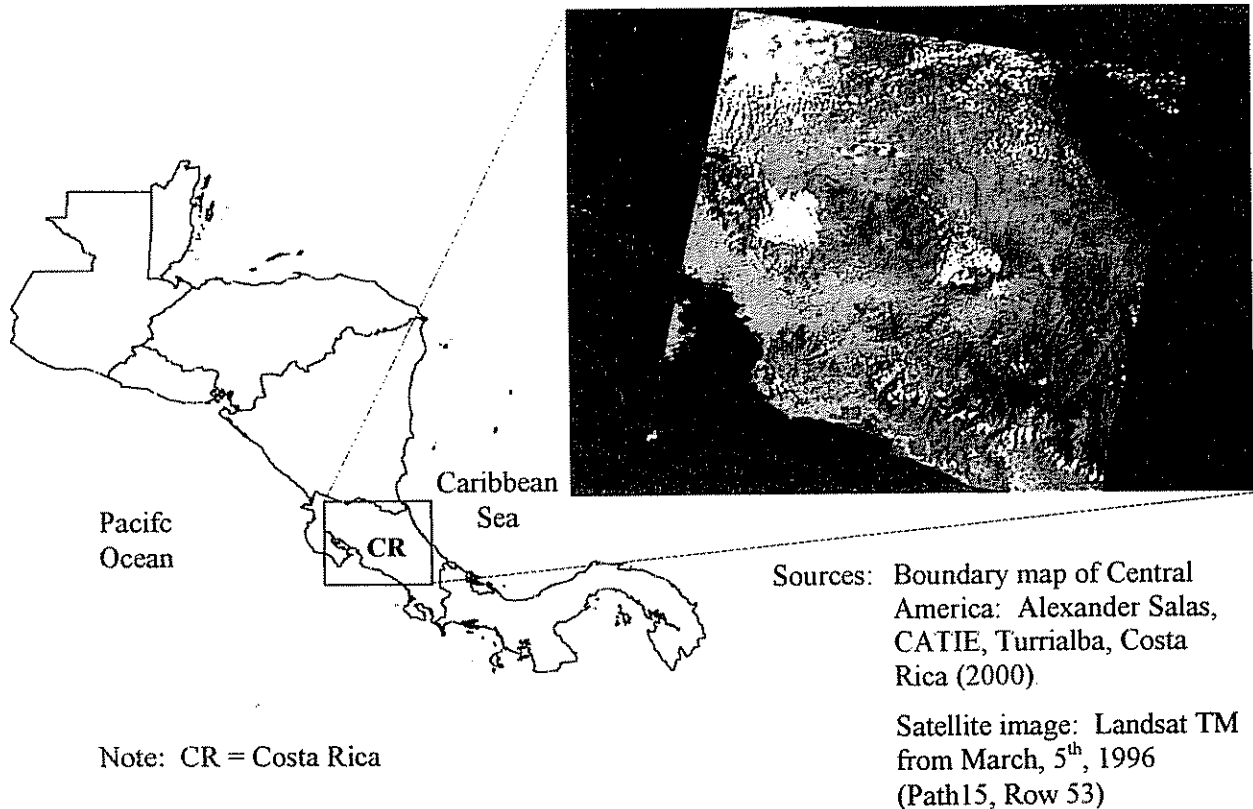 Caribbean
Sea
Pacifc
Ocean
CR
Sources: Boundary map of Central
America: Alexander Salas,
CATIE, Turrialba, Costa
Rica (2000)
Satellite image: Landsat TM
from March, 5th, 1996
(Path15, Row 53)
Note: CR = Costa Rica